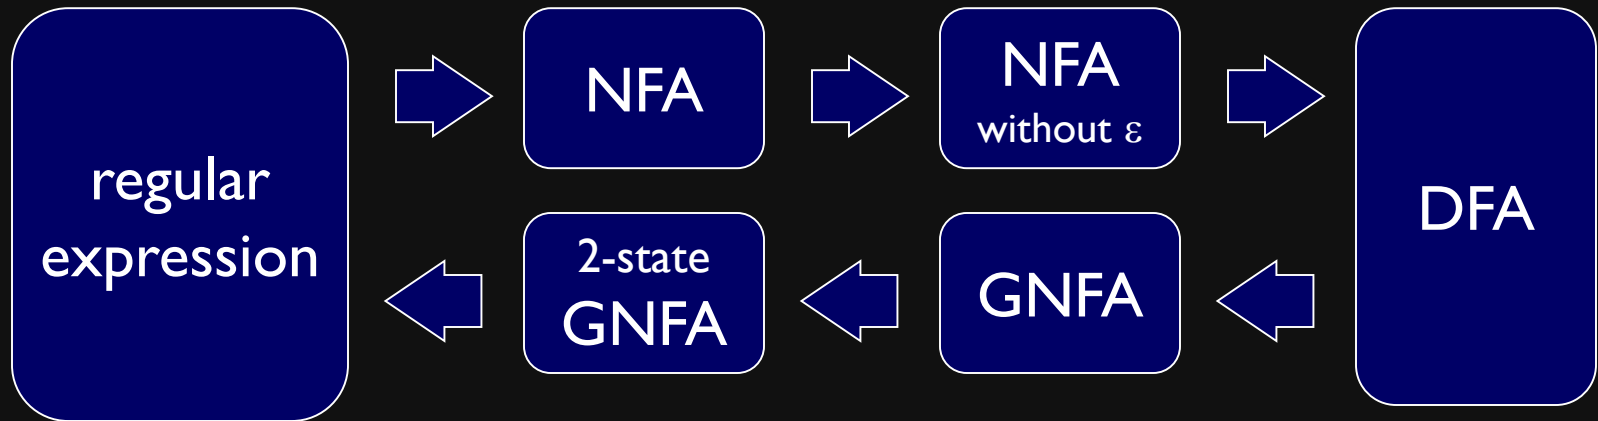 regular
expression
NFA
NFA
without ε
DFA
2-state
GNFA
GNFA